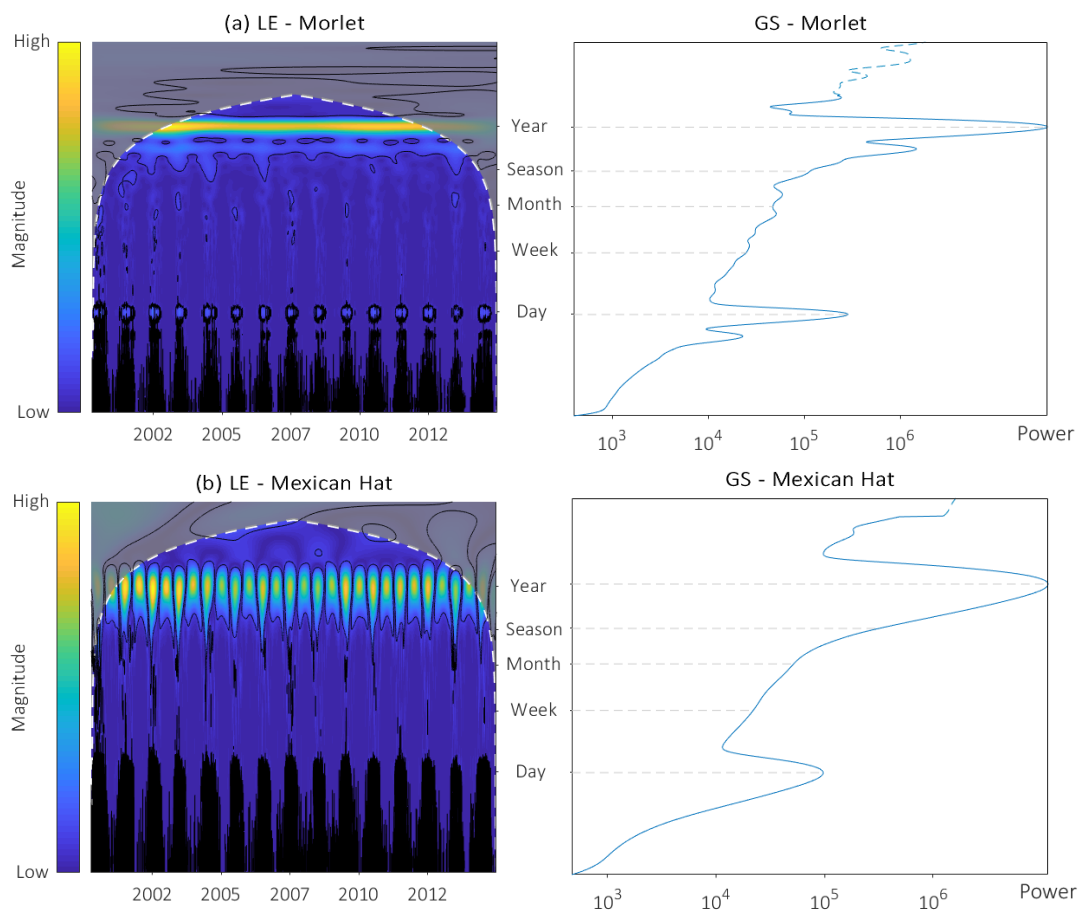 (a) LE - Morlet
GS - Morlet
High
Magnitude
Low
Year
Season
Month
Week
Day
2002 2005 2007 2010 2012
10³ 10⁴ 10⁵ 10⁶ Power
(b) LE - Mexican Hat
GS - Mexican Hat
High
Magnitude
Low
Year
Season
Month
Week
Day
2002 2005 2007 2010 2012
10³ 10⁴ 10⁵ 10⁶ Power